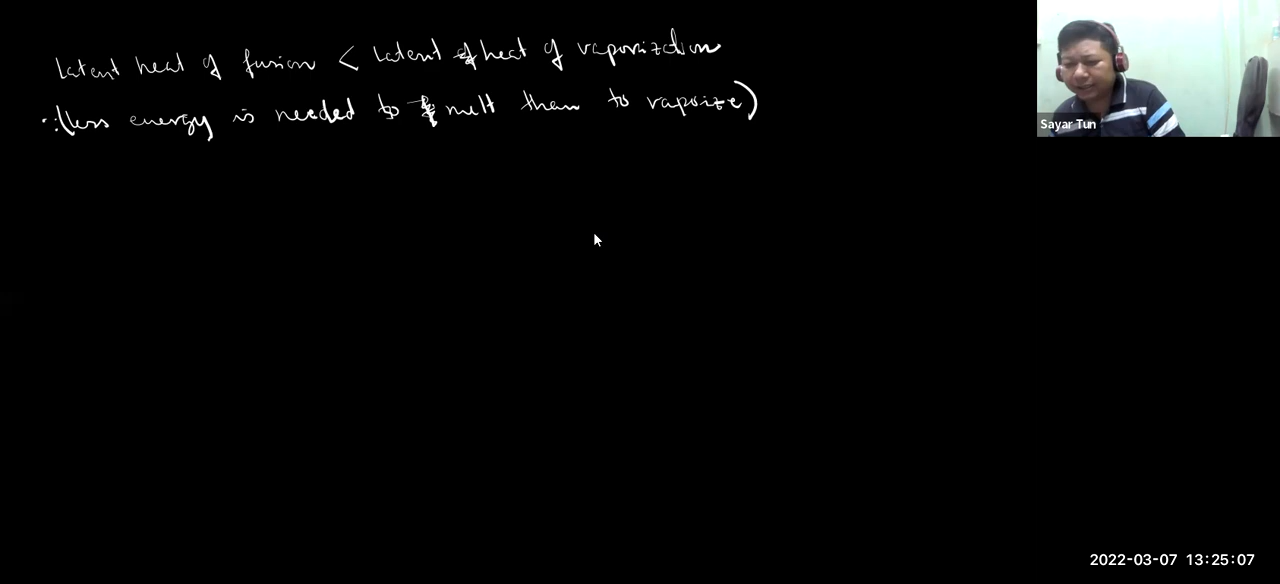 latent heat of fusion < latent heat of vaporization
∵ (less energy is needed to melt than to vaporize)
Sayar Tun
2022-03-07 13:25:07